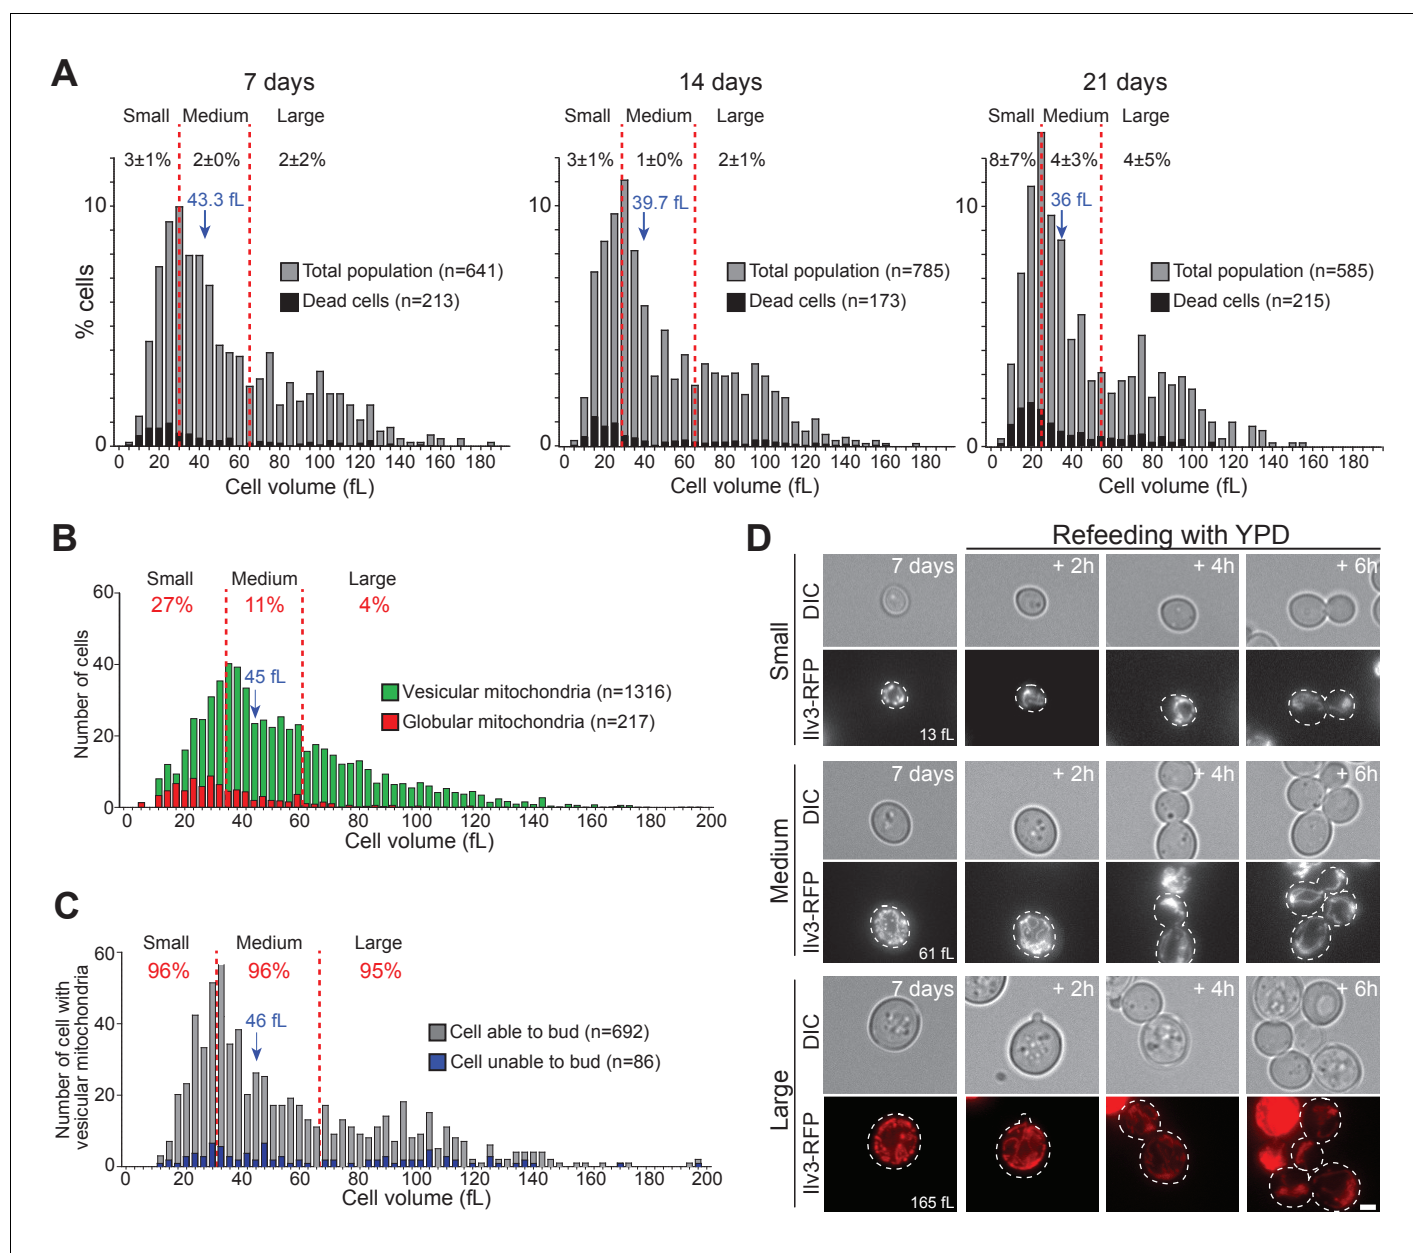 A
7 days
14 days
21 days
Small Medium Large
Small Medium Large
Small Medium Large
3±1% 2±0% 2±2%
3±1% 1±0% 2±1%
8±7% 4±3% 4±5%
43.3 fL
39.7 fL
36 fL
10
10
10
% cells
Total population (n=641)
Dead cells (n=213)
Total population (n=785)
Dead cells (n=173)
Total population (n=585)
Dead cells (n=215)
0
0
0
0 20 40 60 80 100 120 140 160 180
0 20 40 60 80 100 120 140 160 180
0 20 40 60 80 100 120 140 160 180
Cell volume (fL)
Cell volume (fL)
Cell volume (fL)
B
Small Medium Large
27% 11% 4%
60
40
20
0
Number of cells
45 fL
Vesicular mitochondria (n=1316)
Globular mitochondria (n=217)
0 20 40 60 80 100 120 140 160 180 200
Cell volume (fL)
C
Small Medium Large
96% 96% 95%
60
40
20
0
Number of cell with
vesicular mitochondria
46 fL
Cell able to bud (n=692)
Cell unable to bud (n=86)
0 20 40 60 80 100 120 140 160 180 200
Cell volume (fL)
D
Refeeding with YPD
Small
DIC
7 days + 2h + 4h + 6h
Ilv3-RFP
13 fL
Medium
DIC
7 days + 2h + 4h + 6h
Ilv3-RFP
61 fL
Large
DIC
7 days + 2h + 4h + 6h
Ilv3-RFP
165 fL